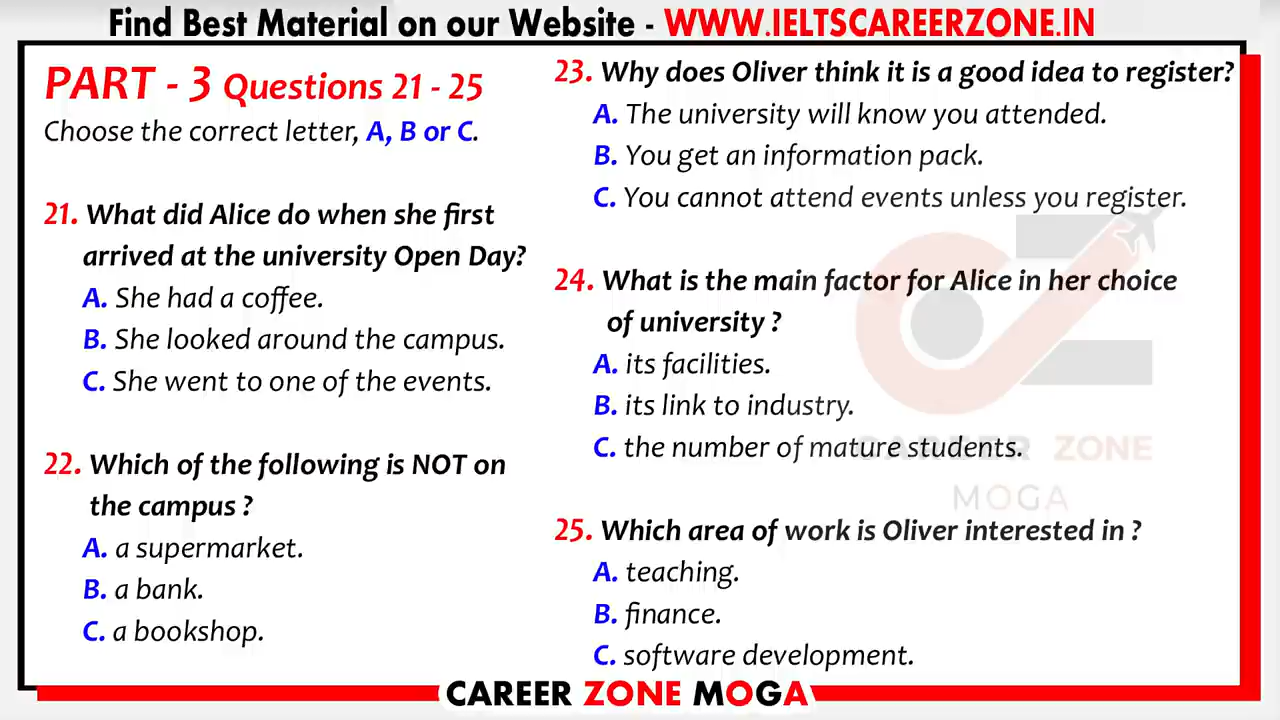 Find Best Material on our Website - WWW.IELTSCAREERZONE.IN
PART - 3 Questions 21 - 25
Choose the correct letter, A, B or C.
21. What did Alice do when she first
arrived at the university Open Day?
A. She had a coffee.
B. She looked around the campus.
C. She went to one of the events.
22. Which of the following is NOT on
the campus ?
A. a supermarket.
B. a bank.
C. a bookshop.
23. Why does Oliver think it is a good idea to register?
A. The university will know you attended.
B. You get an information pack.
C. You cannot attend events unless you register.
24. What is the main factor for Alice in her choice
of university ?
A. its facilities.
B. its link to industry.
C. the number of mature students.
25. Which area of work is Oliver interested in ?
A. teaching.
B. finance.
C. software development.
CAREER ZONE
MOGA
CAREER ZONE MOGA